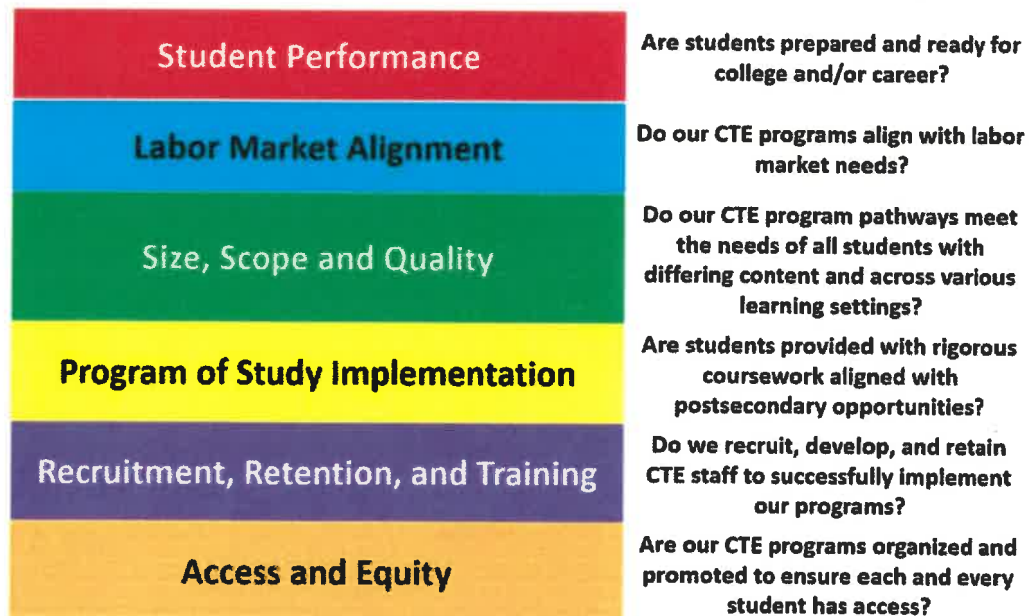 Student Performance
Are students prepared and ready for
college and/or career?
Labor Market Alignment
Do our CTE programs align with labor
market needs?
Size, Scope and Quality
Do our CTE program pathways meet
the needs of all students with
differing content and across various
learning settings?
Program of Study Implementation
Are students provided with rigorous
coursework aligned with
postsecondary opportunities?
Recruitment, Retention, and Training
Do we recruit, develop, and retain
CTE staff to successfully implement
our programs?
Access and Equity
Are our CTE programs organized and
promoted to ensure each and every
student has access?